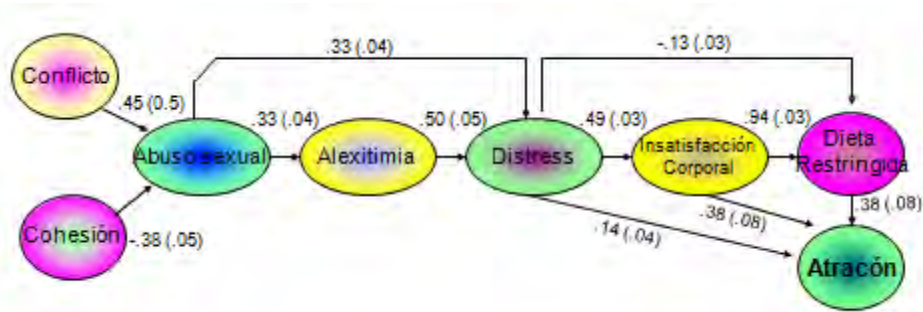 .33 (.04)
-.13 (.03)
Conflicto
.45 (0.5)
.33 (.04)
.50 (.05)
.49 (.03)
.94 (.03)
Abuso sexual
Alexitimia
Distress
Insatisfacción
Corporal
Dieta
Restringida
Cohesión
-.38 (.05)
.14 (.04)
.38 (.08)
.38 (.08)
Atracón